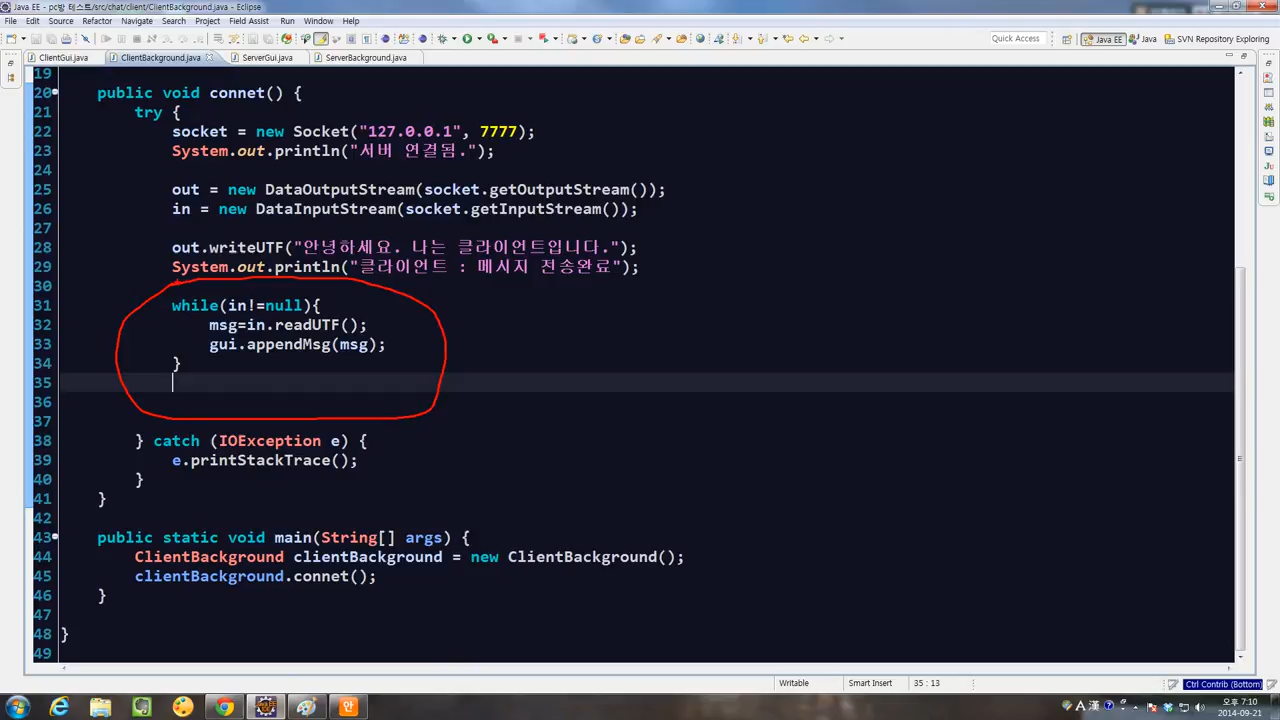 Java EE - pc방 테스트/src/chat/client/ClientBackground.java - Eclipse
File Edit Source Refactor Navigate Search Project Field Assist Run Window Help
Quick Access Java EE Java SVN Repository Exploring
ClientGui.java ClientBackground.java ServerGui.java ServerBackground.java
19
20 public void connet() {
21 try {
22 socket = new Socket("127.0.0.1", 7777);
23 System.out.println("서버 연결됨.");
24
25 out = new DataOutputStream(socket.getOutputStream());
26 in = new DataInputStream(socket.getInputStream());
27
28 out.writeUTF("안녕하세요. 나는 클라이언트입니다.");
29 System.out.println("클라이언트 : 메시지 전송완료");
30
31 while(in!=null){
32 msg=in.readUTF();
33 gui.appendMsg(msg);
34 }
35
36
37
38 } catch (IOException e) {
39 e.printStackTrace();
40 }
41 }
42
43 public static void main(String[] args) {
44 ClientBackground clientBackground = new ClientBackground();
45 clientBackground.connet();
46 }
47
48 }
49
Writable Smart Insert 35 : 13 Ctrl Contrib (Bottom)
안 A 漢 오후 7:10
2014-09-21